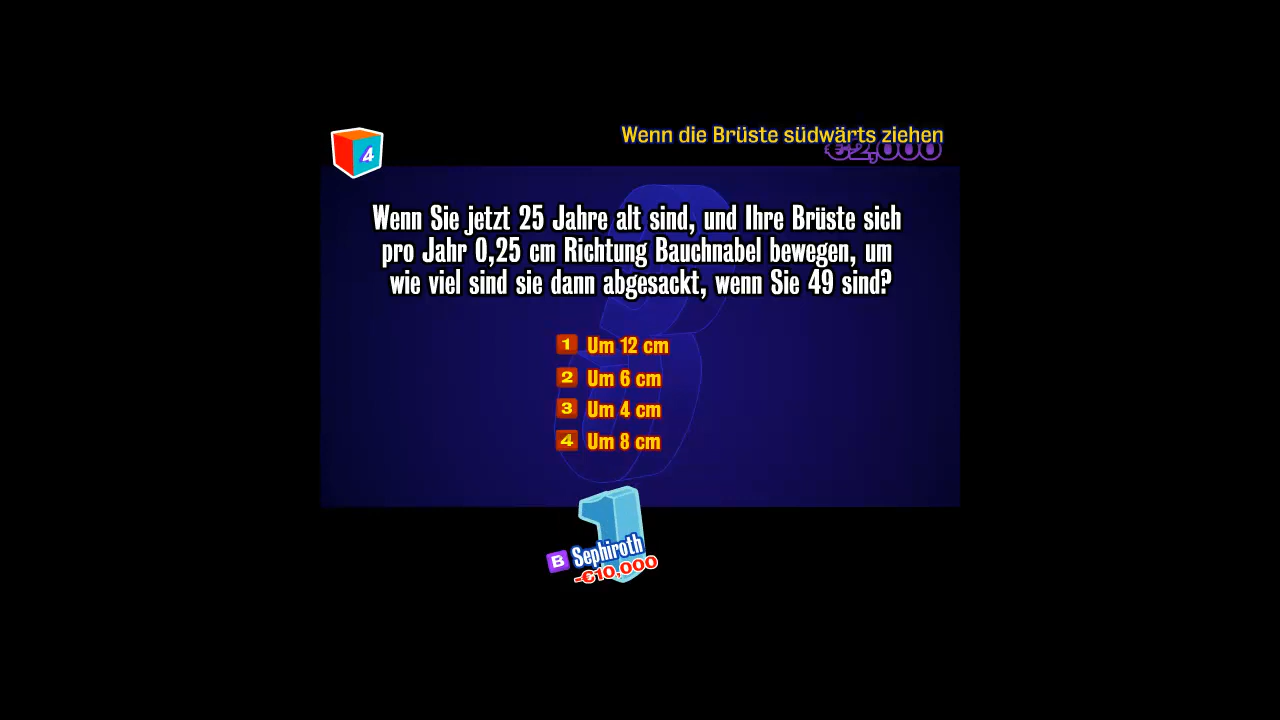 Wenn die Brüste südwärts ziehen
€2,000
4
Wenn Sie jetzt 25 Jahre alt sind, und Ihre Brüste sich
pro Jahr 0,25 cm Richtung Bauchnabel bewegen, um
wie viel sind sie dann abgesackt, wenn Sie 49 sind?
1 Um 12 cm
2 Um 6 cm
3 Um 4 cm
4 Um 8 cm
1
B Sephiroth
-€10,000